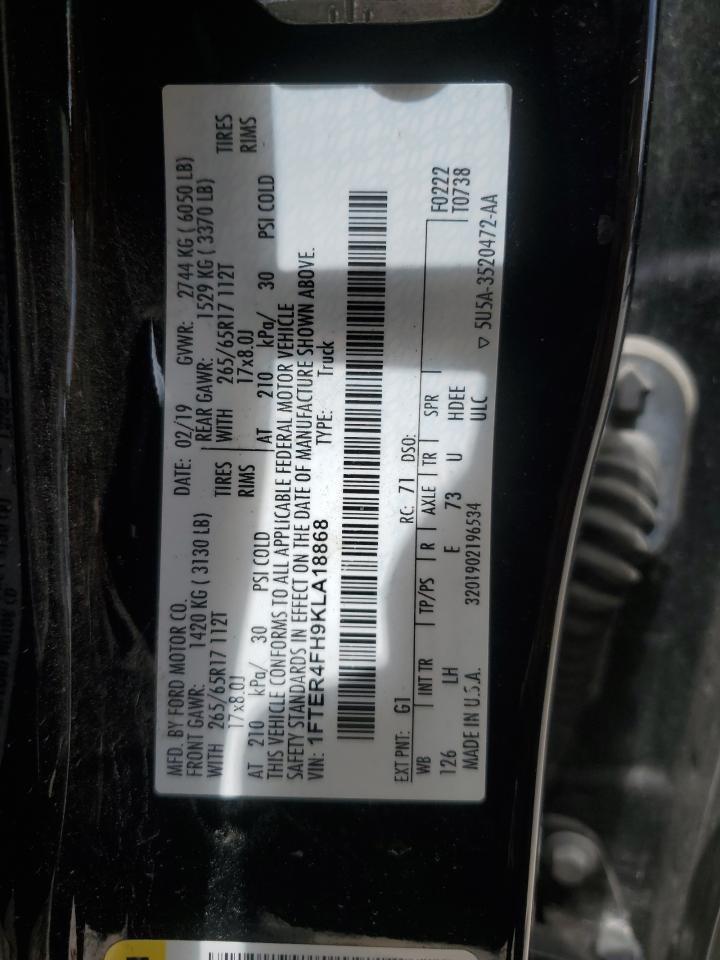 MFD. BY FORD MOTOR CO. DATE: 02/19 GVWR: 2744 KG ( 6050 LB)
FRONT GAWR: 1420 KG ( 3130 LB) REAR GAWR: 1529 KG ( 3370 LB)
WITH 265/65R17 112T TIRES WITH 265/65R17 112T TIRES
17x8.0J RIMS 17x8.0J RIMS
AT 210 kPa/ 30 PSI COLD AT 210 kPa/ 30 PSI COLD
THIS VEHICLE CONFORMS TO ALL APPLICABLE FEDERAL MOTOR VEHICLE
SAFETY STANDARDS IN EFFECT ON THE DATE OF MANUFACTURE SHOWN ABOVE.
VIN: 1FTER4FH9KLA18868 TYPE: Truck
EXT PNT: G1 RC: 71 DSO: F0222
WB INT TR TP/PS R AXLE TR SPR T0738
126 LH E 73 U HDEE
MADE IN U.S.A. 3201902196534 ULC
▽ 5U5A-3520472-AA